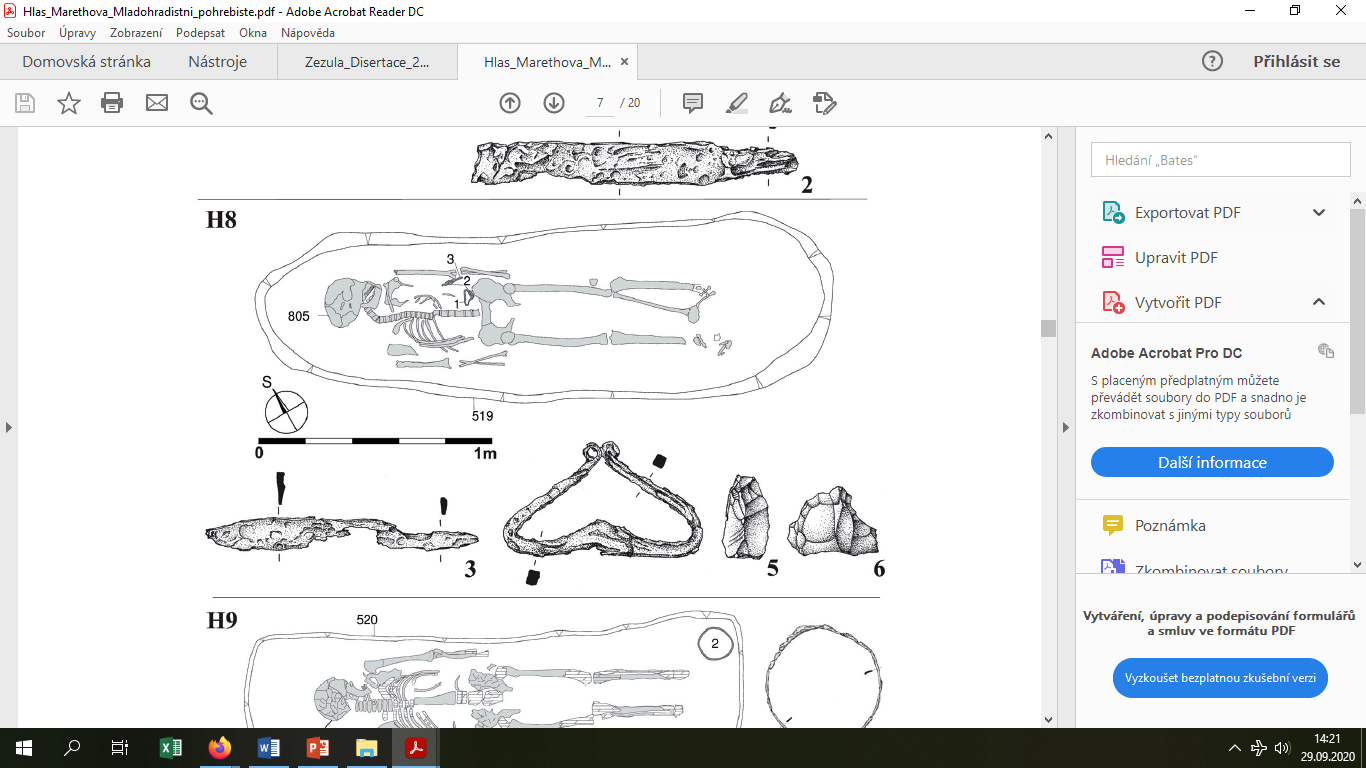 Hlas_Marethova_Mladohradistni_pohrebiste.pdf - Adobe Acrobat Reader DC
Soubor Úpravy Zobrazení Podepsat Okna Nápověda
Domovská stránka Nástroje Zezula_Disertace_2... Hlas_Marethova_M... × ? Přihlásit se
7 / 20
2
H8
3
2
1
805
S
519
0 1m
3 5 6
H9
520
2
Hledání „Bates“
Exportovat PDF
Upravit PDF
Vytvořit PDF
Adobe Acrobat Pro DC
S placeným předplatným můžete
převádět soubory do PDF a snadno je
zkombinovat s jinými typy souborů
Další informace
Poznámka
Zkombinovat soubory
Vytváření, úpravy a podepisování formulářů
a smluv ve formátu PDF
Vyzkoušet bezplatnou zkušební verzi
14:21
29.09.2020